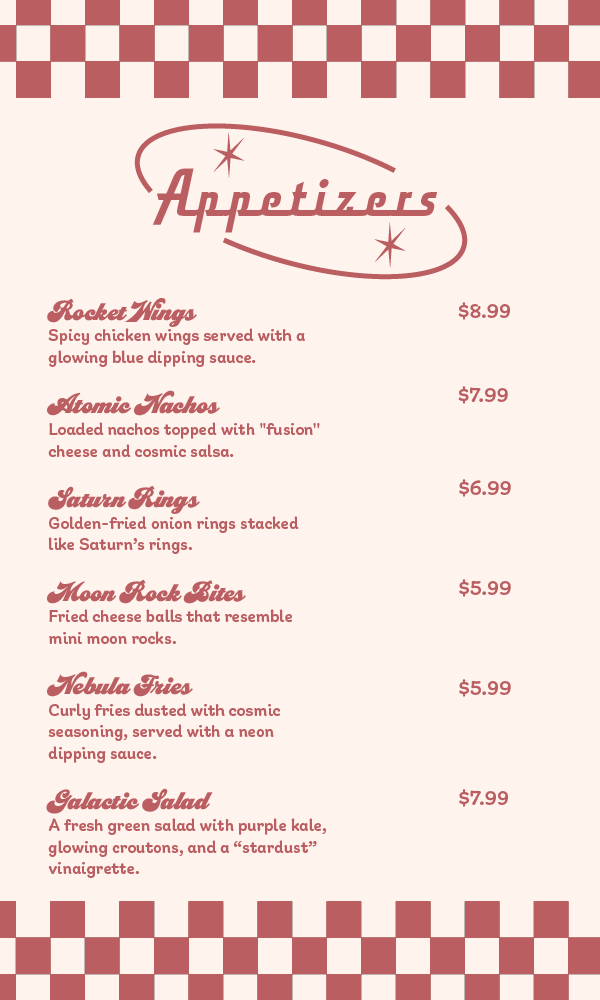 Appetizers
Rocket Wings $8.99
Spicy chicken wings served with a
glowing blue dipping sauce.
Atomic Nachos $7.99
Loaded nachos topped with "fusion"
cheese and cosmic salsa.
Saturn Rings $6.99
Golden-fried onion rings stacked
like Saturn’s rings.
Moon Rock Bites $5.99
Fried cheese balls that resemble
mini moon rocks.
Nebula Fries $5.99
Curly fries dusted with cosmic
seasoning, served with a neon
dipping sauce.
Galactic Salad $7.99
A fresh green salad with purple kale,
glowing croutons, and a “stardust”
vinaigrette.